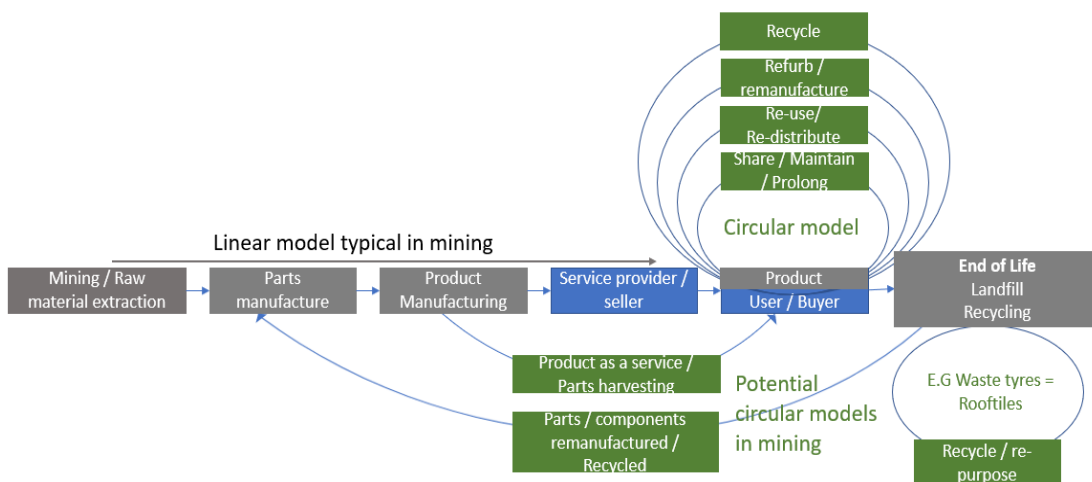 Recycle
Refurb /
remanufacture
Re-use/
Re-distribute
Share / Maintain
/ Prolong
Circular model
Linear model typical in mining
Mining / Raw
material extraction
Parts
manufacture
Product
Manufacturing
Service provider /
seller
Product
User / Buyer
End of Life
Landfill
Recycling
Product as a service /
Parts harvesting
Parts / components
remanufactured /
Recycled
Potential
circular models
in mining
E.G Waste tyres =
Rooftiles
Recycle / re-
purpose